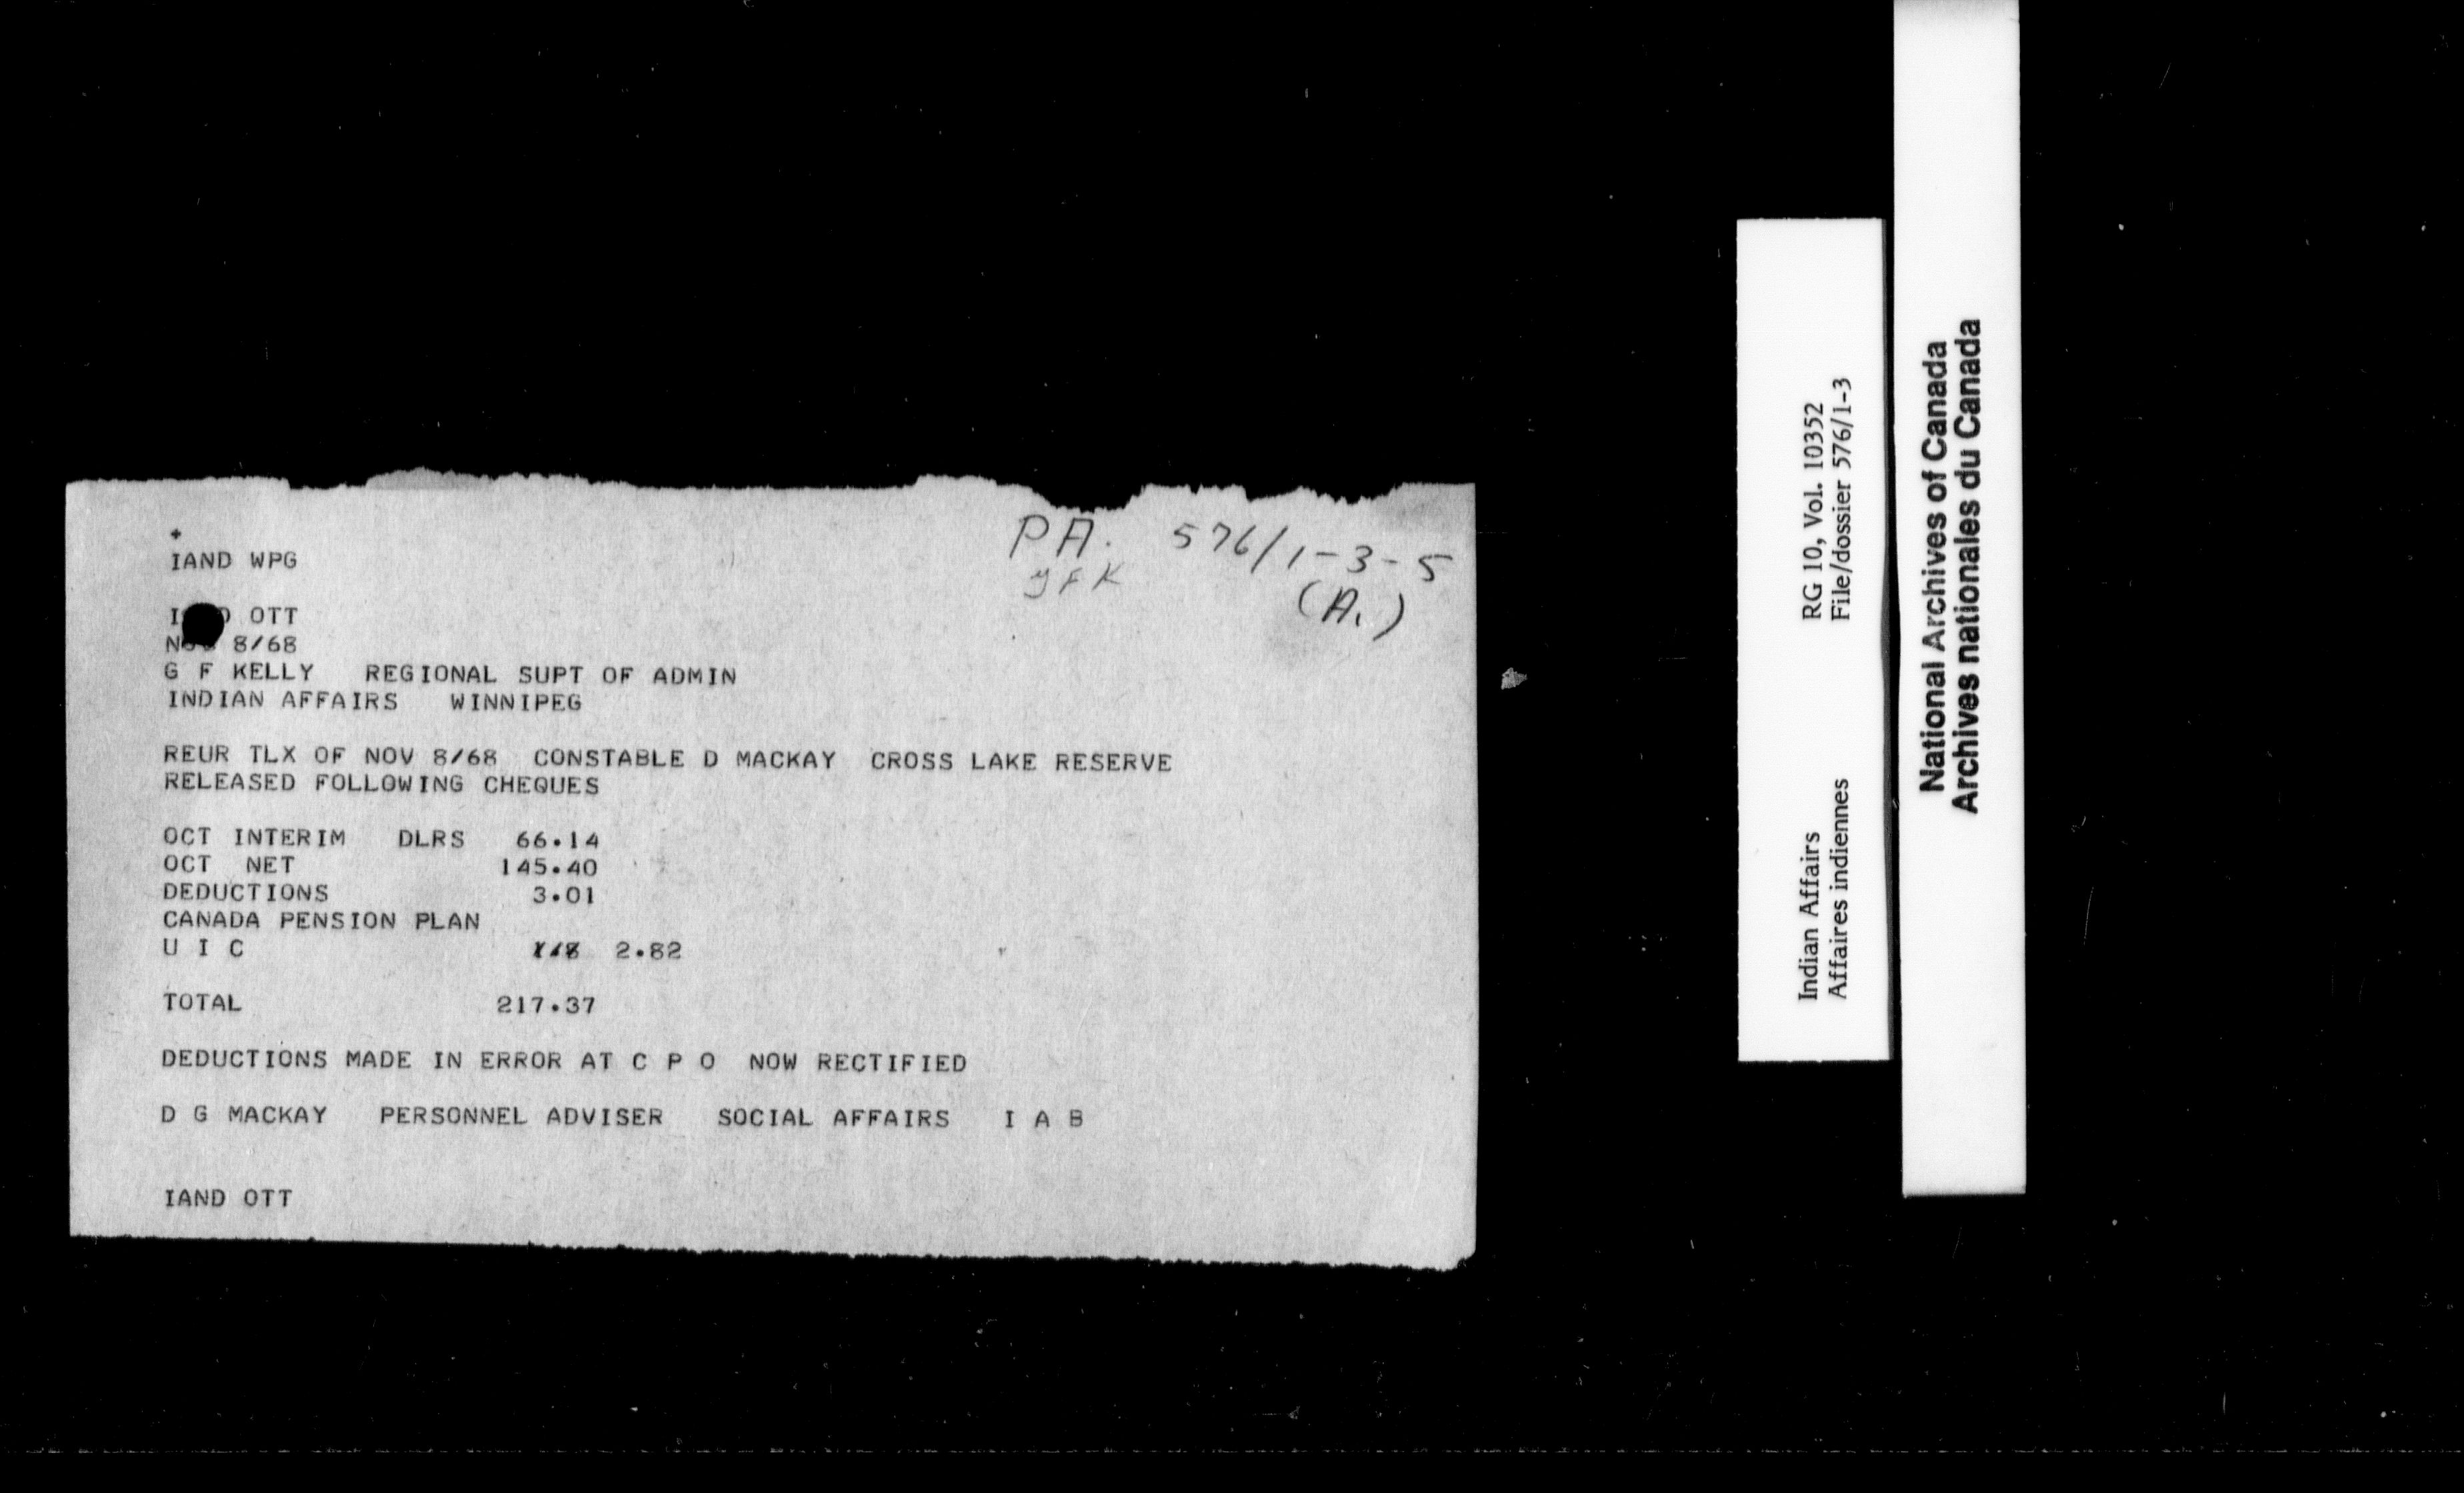 +
IAND WPG
PA. 576/1-3-5
(A.)
OTT
8/68
G F KELLY REGIONAL SUPT OF ADMIN
INDIAN AFFAIRS WINNIPEG
REUR TLX OF NOV 8/68 CONSTABLE D MACKAY CROSS LAKE RESERVE
RELEASED FOLLOWING CHEQUES
OCT INTERIM DLRS 66.14
OCT NET 145.40
DEDUCTIONS 3.01
CANADA PENSION PLAN
U I C 2.82
TOTAL 217.37
DEDUCTIONS MADE IN ERROR AT C P O NOW RECTIFIED
D G MACKAY PERSONNEL ADVISER SOCIAL AFFAIRS I A B
IAND OTT
Indian Affairs RG 10, Vol. 10352
Affaires indiennes File/dossier 576/1-3
National Archives of Canada
Archives nationales du Canada